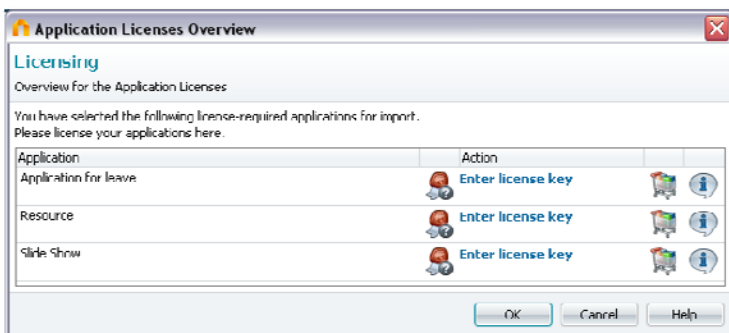 Application Licenses Overview
Licensing
Overview for the Application Licenses
You have selected the following license-required applications for import.
Please license your applications here.
Application Action
Application for leave Enter license key
Resource Enter license key
Slide Show Enter license key
OK Cancel Help